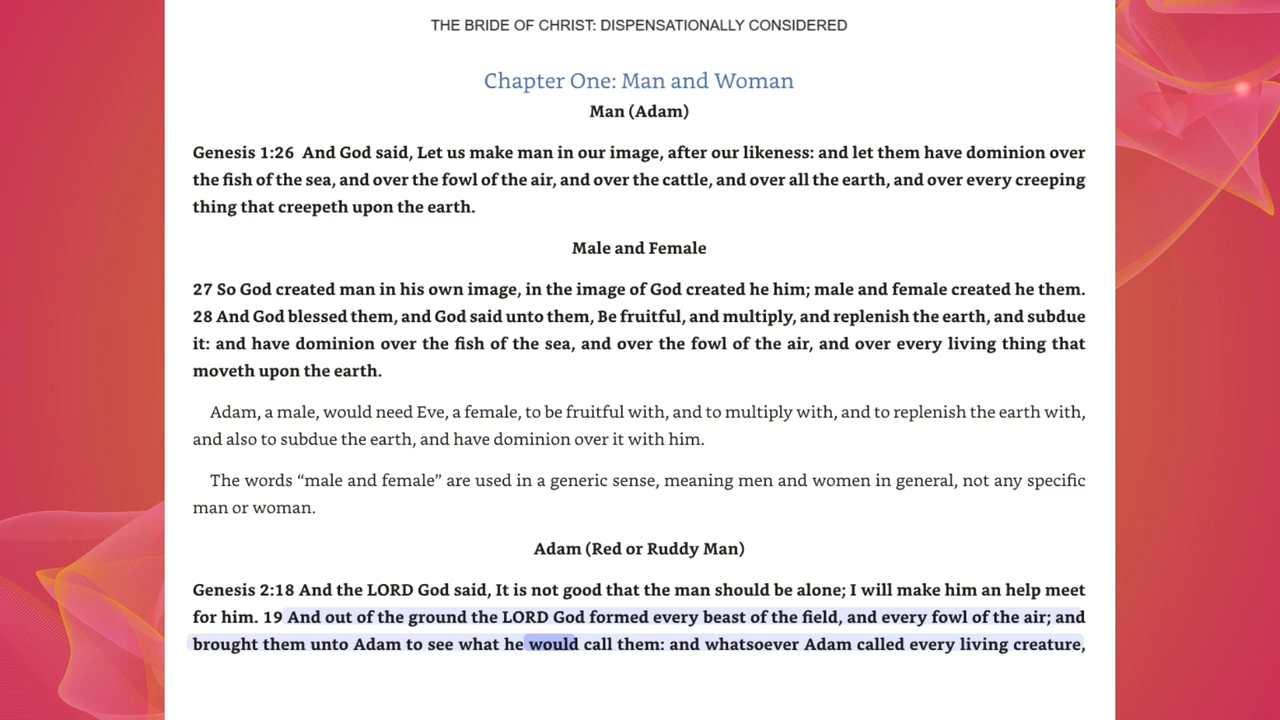 THE BRIDE OF CHRIST: DISPENSATIONALLY CONSIDERED
Chapter One: Man and Woman
Man (Adam)
Genesis 1:26  And God said, Let us make man in our image, after our likeness: and let them have dominion over
the fish of the sea, and over the fowl of the air, and over the cattle, and over all the earth, and over every creeping
thing that creepeth upon the earth.
Male and Female
27 So God created man in his own image, in the image of God created he him; male and female created he them.
28 And God blessed them, and God said unto them, Be fruitful, and multiply, and replenish the earth, and subdue
it: and have dominion over the fish of the sea, and over the fowl of the air, and over every living thing that
moveth upon the earth.
Adam, a male, would need Eve, a female, to be fruitful with, and to multiply with, and to replenish the earth with,
and also to subdue the earth, and have dominion over it with him.
The words “male and female” are used in a generic sense, meaning men and women in general, not any specific
man or woman.
Adam (Red or Ruddy Man)
Genesis 2:18 And the LORD God said, It is not good that the man should be alone; I will make him an help meet
for him. 19 And out of the ground the LORD God formed every beast of the field, and every fowl of the air; and
brought them unto Adam to see what he would call them: and whatsoever Adam called every living creature,